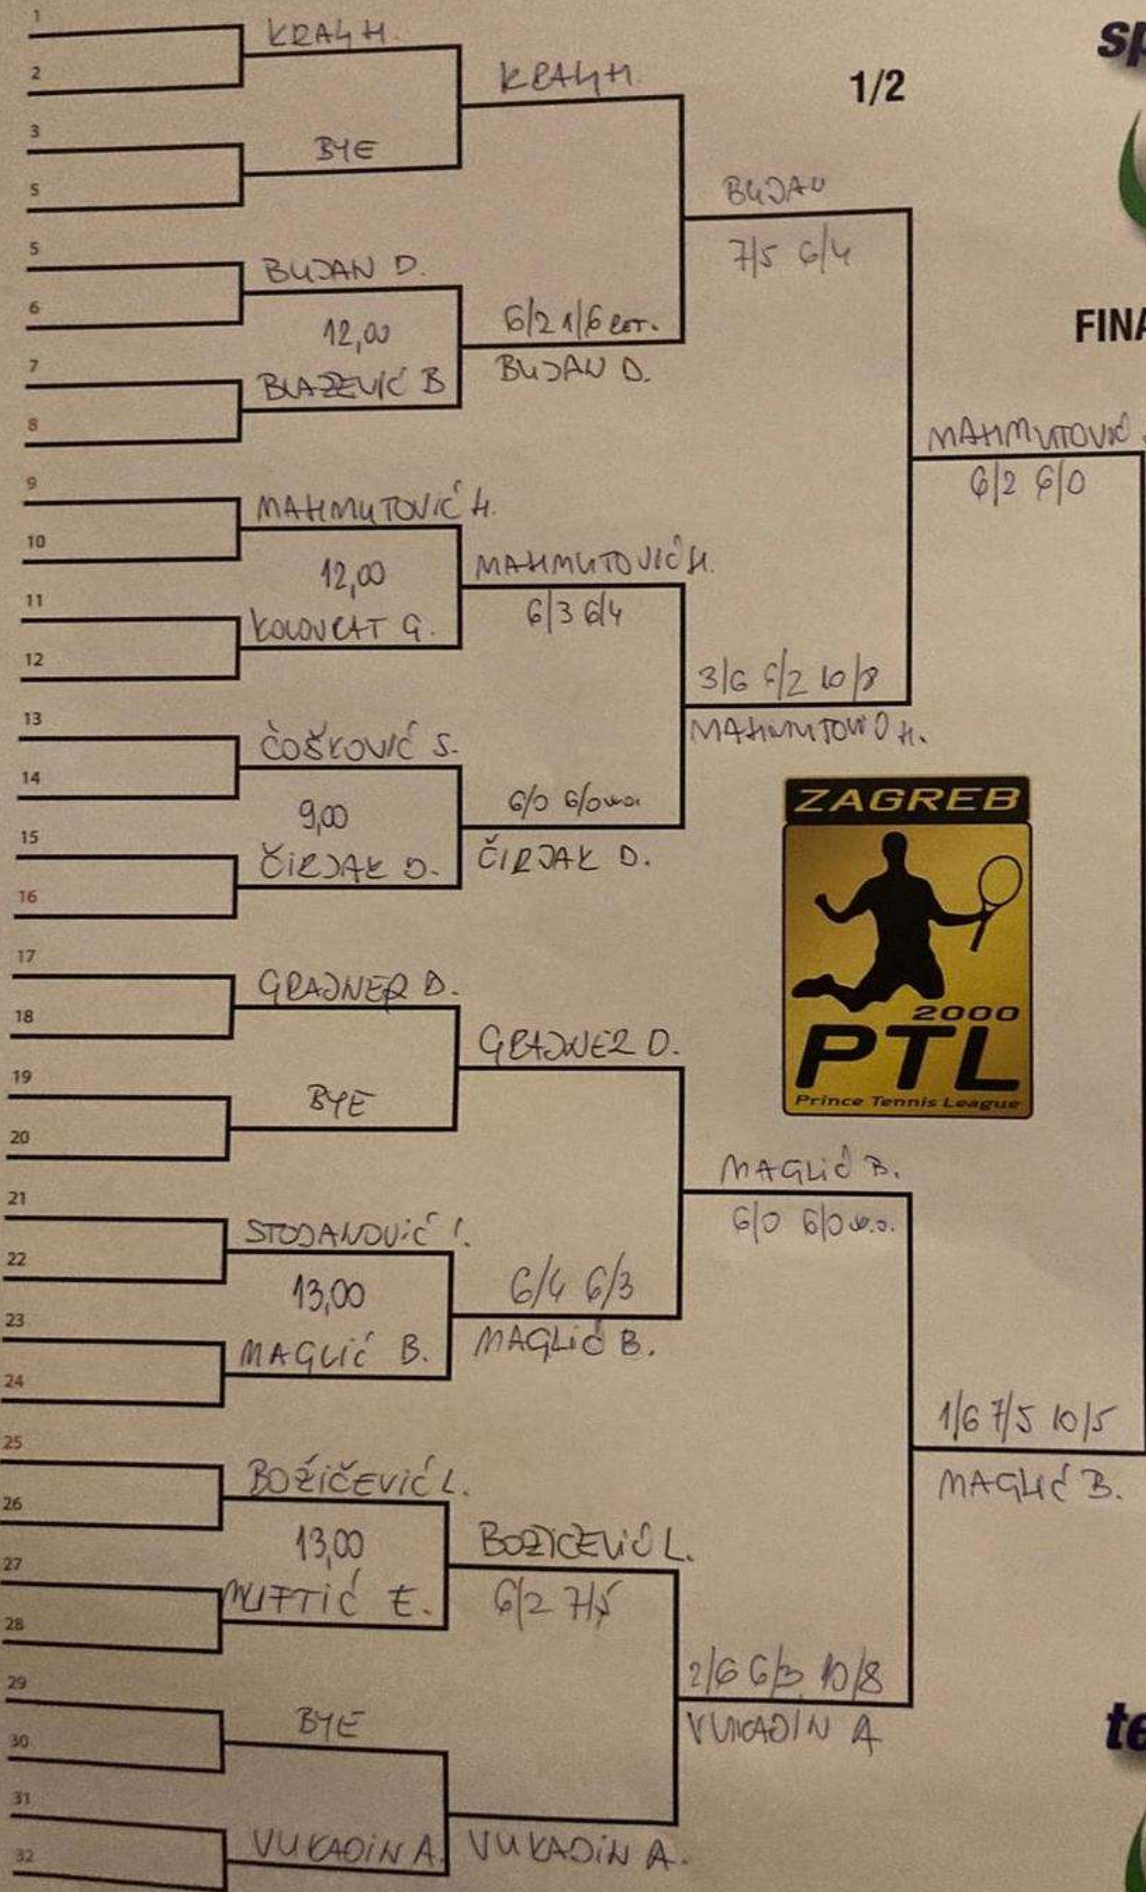 1
KRALJ H.
2
KRALJ H.
1/2
sp
3
BYE
5
BUJAN
7/5 6/4
5
BUJAN D.
6
12,00
6/2 1/6 RET.
FINA
7
BLAŽEVIĆ B
BUJAN D.
8
MAHMUTOVIĆ
6/2 6/0
9
MAHMUTOVIĆ H.
10
12,00
MAHMUTOVIĆ H.
11
6/3 6/4
KOLOVRAT G.
12
3/6 6/2 10/8
13
MAHMUTOVIĆ H.
ČOŠKOVIĆ S.
14
9,00
6/0 6/0 w.o.
ZAGREB
15
ČIRJAK D.
ČIRJAK D.
16
17
GRAJNER D.
18
2000
GRAJNER D.
PTL
19
BYE
Prince Tennis League
20
MAGLIĆ B.
21
6/0 6/0 w.o.
STOJANOVIĆ I.
22
13,00
6/4 6/3
23
MAGLIĆ B.
MAGLIĆ B.
24
1/6 7/5 10/5
25
MAGLIĆ B.
BOŽIČEVIĆ L.
26
13,00
BOŽIČEVIĆ L.
27
MUFTIĆ E.
6/2 7/5
28
2/6 6/3 10/8
29
VUKADIN A
BYE
30
te
31
VUKADIN A.
VUKADIN A.
32